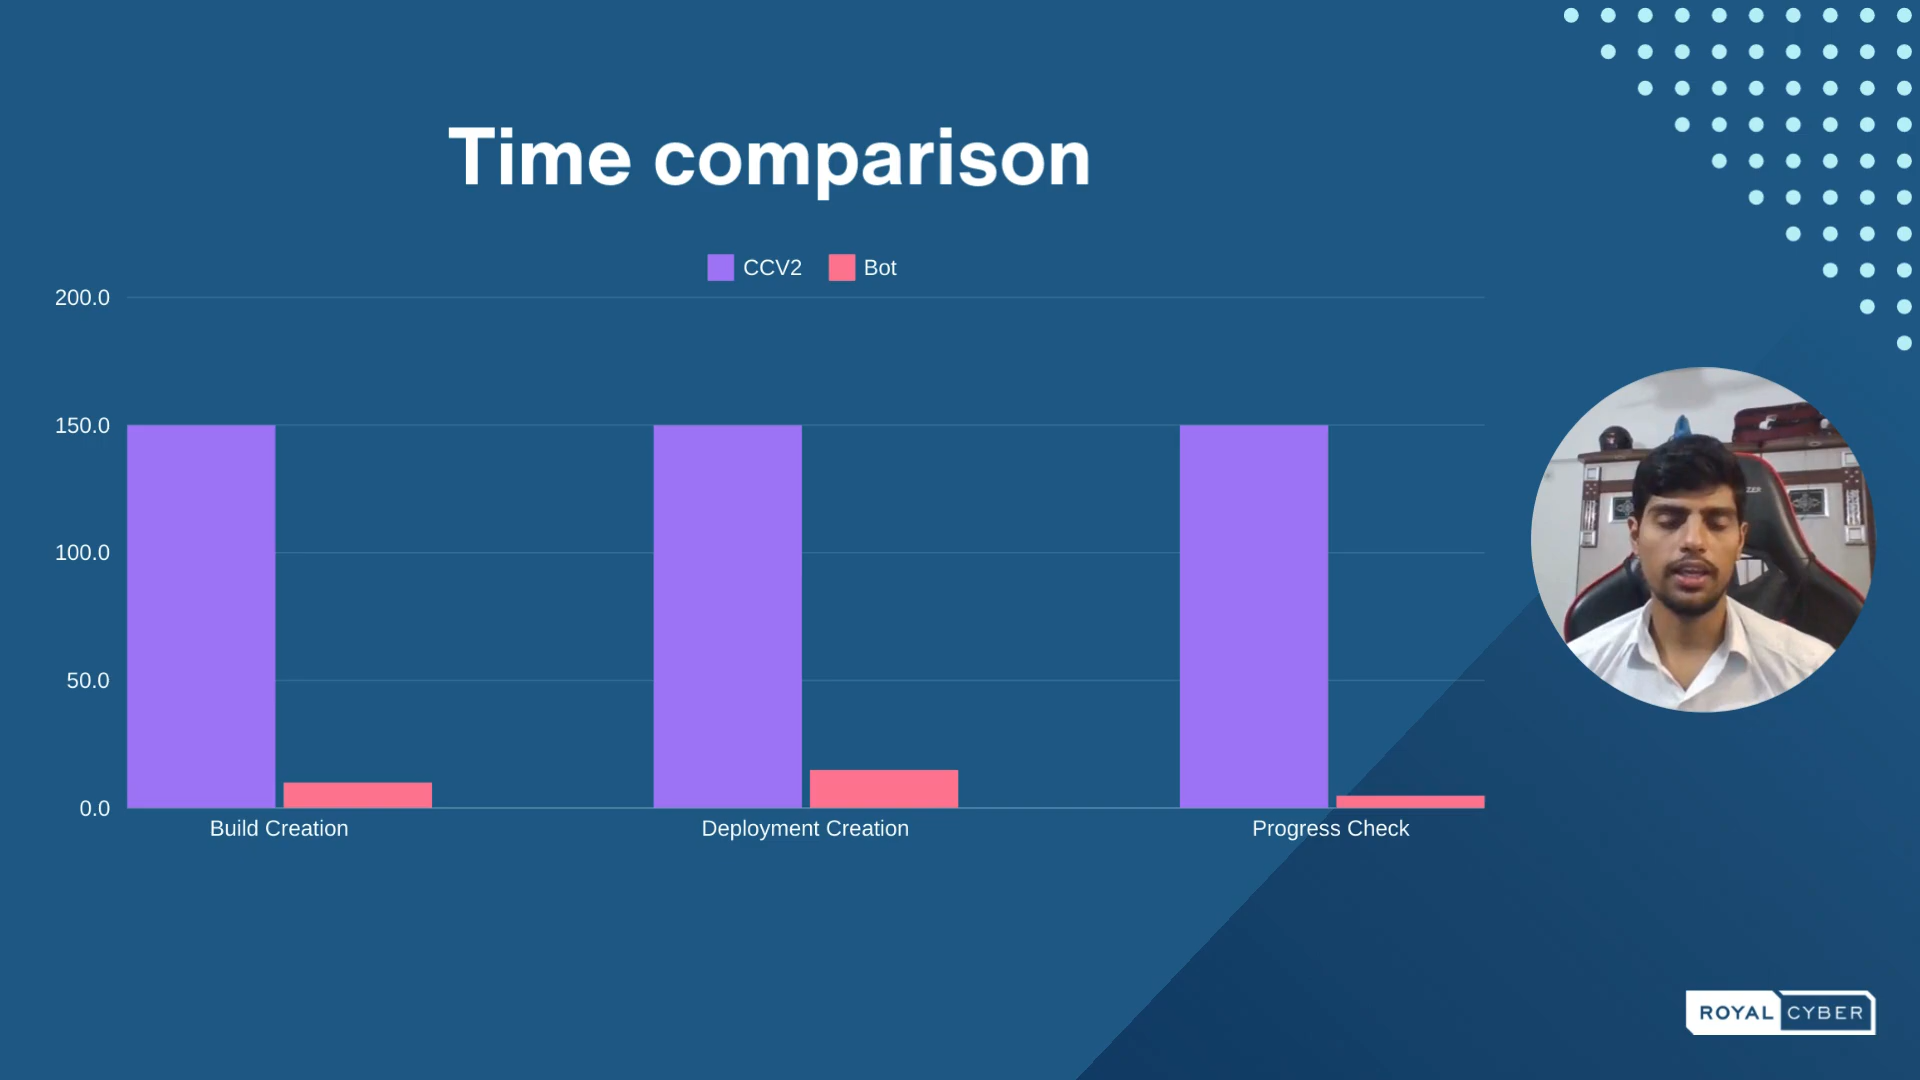 Time comparison
CCV2 Bot
200.0
150.0
100.0
50.0
0.0
Build Creation Deployment Creation Progress Check
ROYAL CYBER